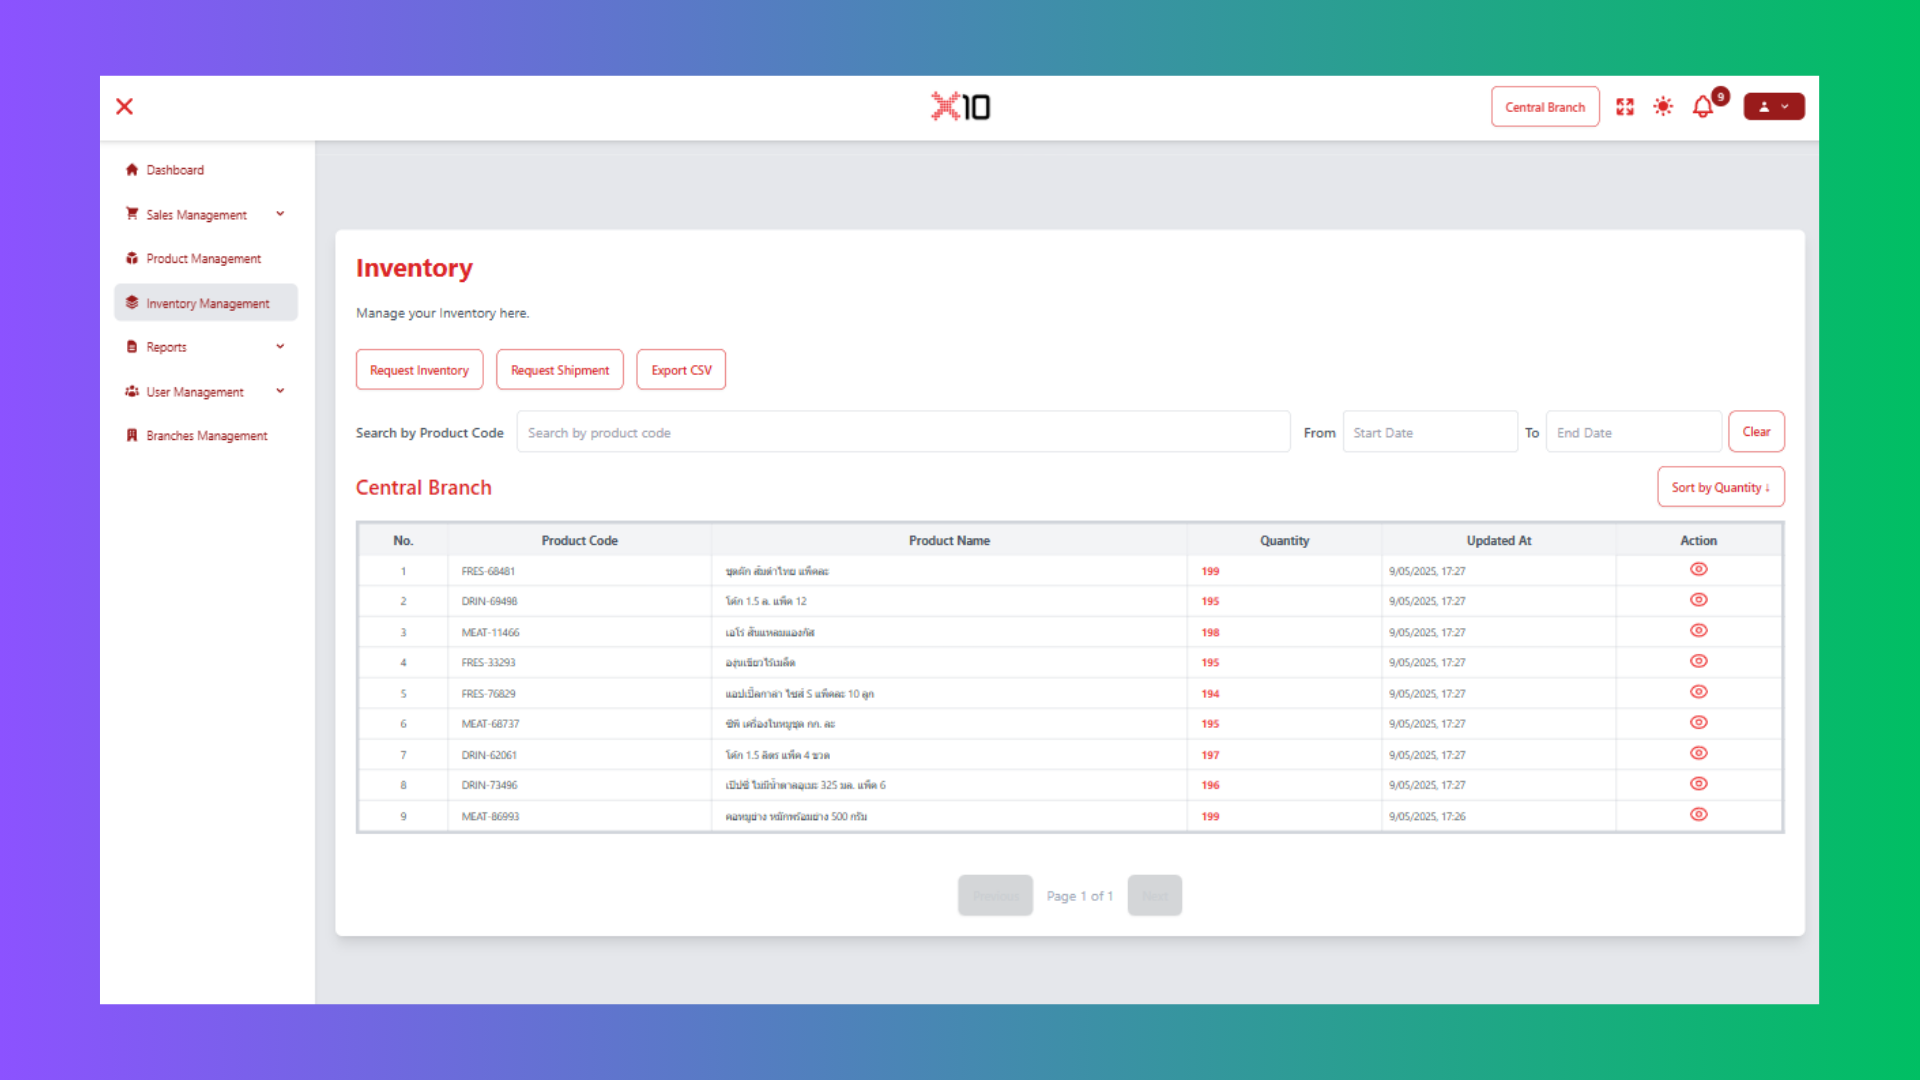 X10
Central Branch
9
Dashboard
Sales Management
Product Management
Inventory Management
Reports
User Management
Branches Management
Inventory
Manage your Inventory here.
Request Inventory Request Shipment Export CSV
Search by Product Code Search by product code From Start Date To End Date Clear
Central Branch Sort by Quantity ↓
No. Product Code Product Name Quantity Updated At Action
1 FRES-68481 ชุดผัก ส้มตำไทย แพ็คละ 199 9/05/2025, 17:27
2 DRIN-69498 โค้ก 1.5 ล. แพ็ค 12 195 9/05/2025, 17:27
3 MEAT-11466 เอโร่ สันแหลมแองกัส 198 9/05/2025, 17:27
4 FRES-33293 องุ่นเขียวไร้เมล็ด 195 9/05/2025, 17:27
5 FRES-76829 แอปเปิ้ลกาล่า ไซส์ S แพ็คละ 10 ลูก 194 9/05/2025, 17:27
6 MEAT-68737 ซีพี เครื่องในหมูชุด กก. ละ 195 9/05/2025, 17:27
7 DRIN-62061 โค้ก 1.5 ลิตร แพ็ค 4 ขวด 197 9/05/2025, 17:27
8 DRIN-73496 เป๊ปซี่ ไม่มีน้ำตาล 325 มล. แพ็ค 6 196 9/05/2025, 17:27
9 MEAT-86993 คอหมูย่าง หมักพร้อมย่าง 500 กรัม 199 9/05/2025, 17:26
Previous Page 1 of 1 Next